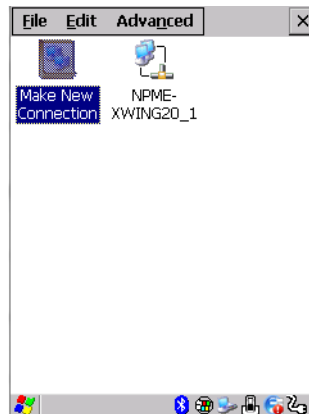 File Edit Advanced
Make New
Connection
NPME-
XWING20_1